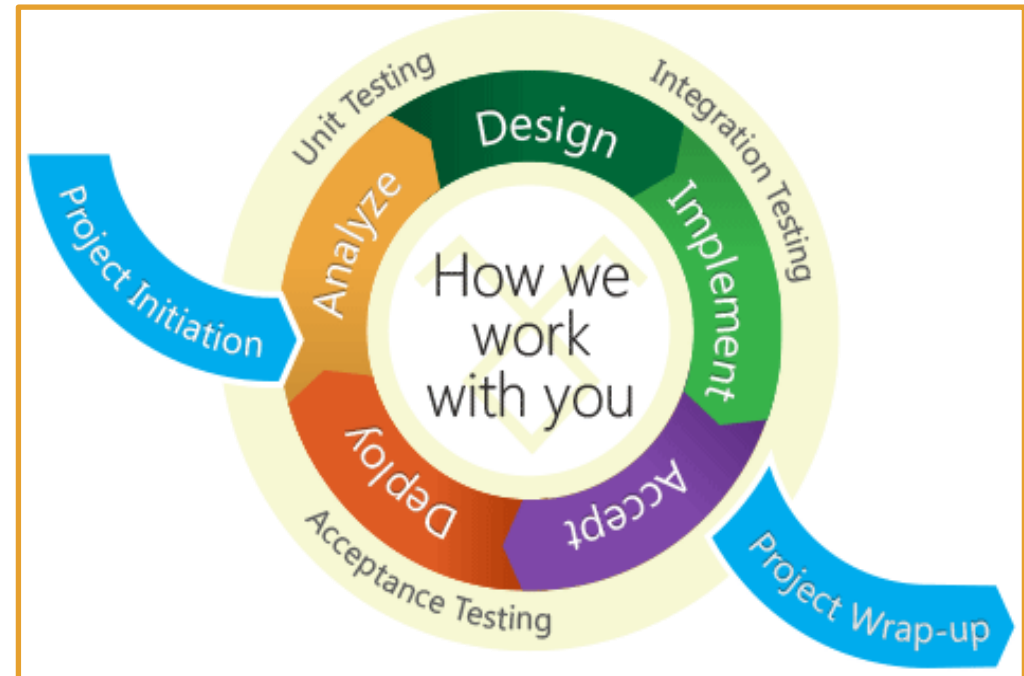 Unit Testing
Integration Testing
Design
Project Initiation
Analyze
Implement
How we
work
with you
Deploy
Accept
Acceptance Testing
Project Wrap-up